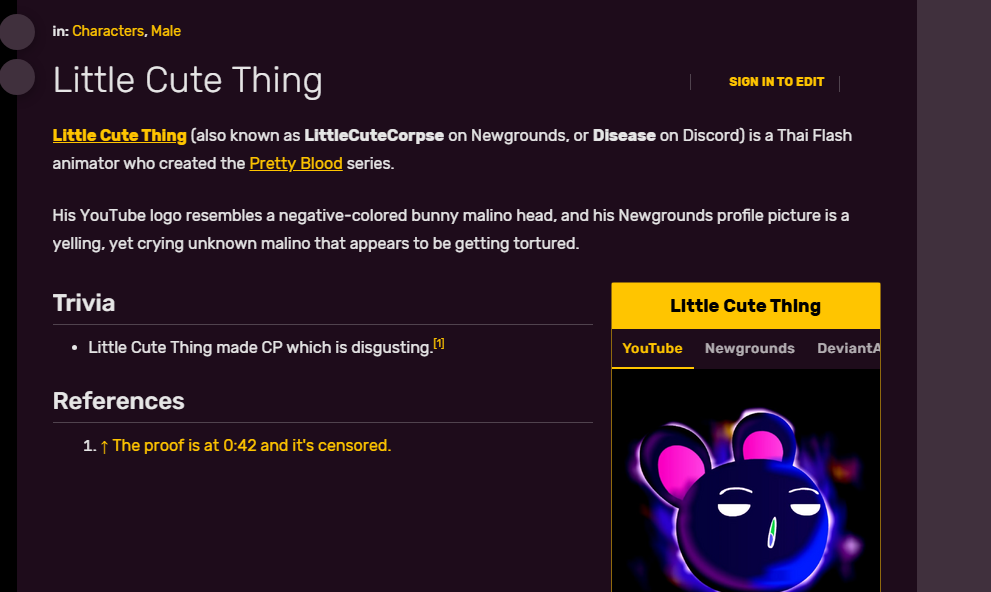 in: Characters, Male
Little Cute Thing
SIGN IN TO EDIT
Little Cute Thing (also known as LittleCuteCorpse on Newgrounds, or Disease on Discord) is a Thai Flash
animator who created the Pretty Blood series.
His YouTube logo resembles a negative-colored bunny malino head, and his Newgrounds profile picture is a
yelling, yet crying unknown malino that appears to be getting tortured.
Trivia
• Little Cute Thing made CP which is disgusting.[1]
References
1. ↑ The proof is at 0:42 and it's censored.
Little Cute Thing
YouTube Newgrounds DeviantA